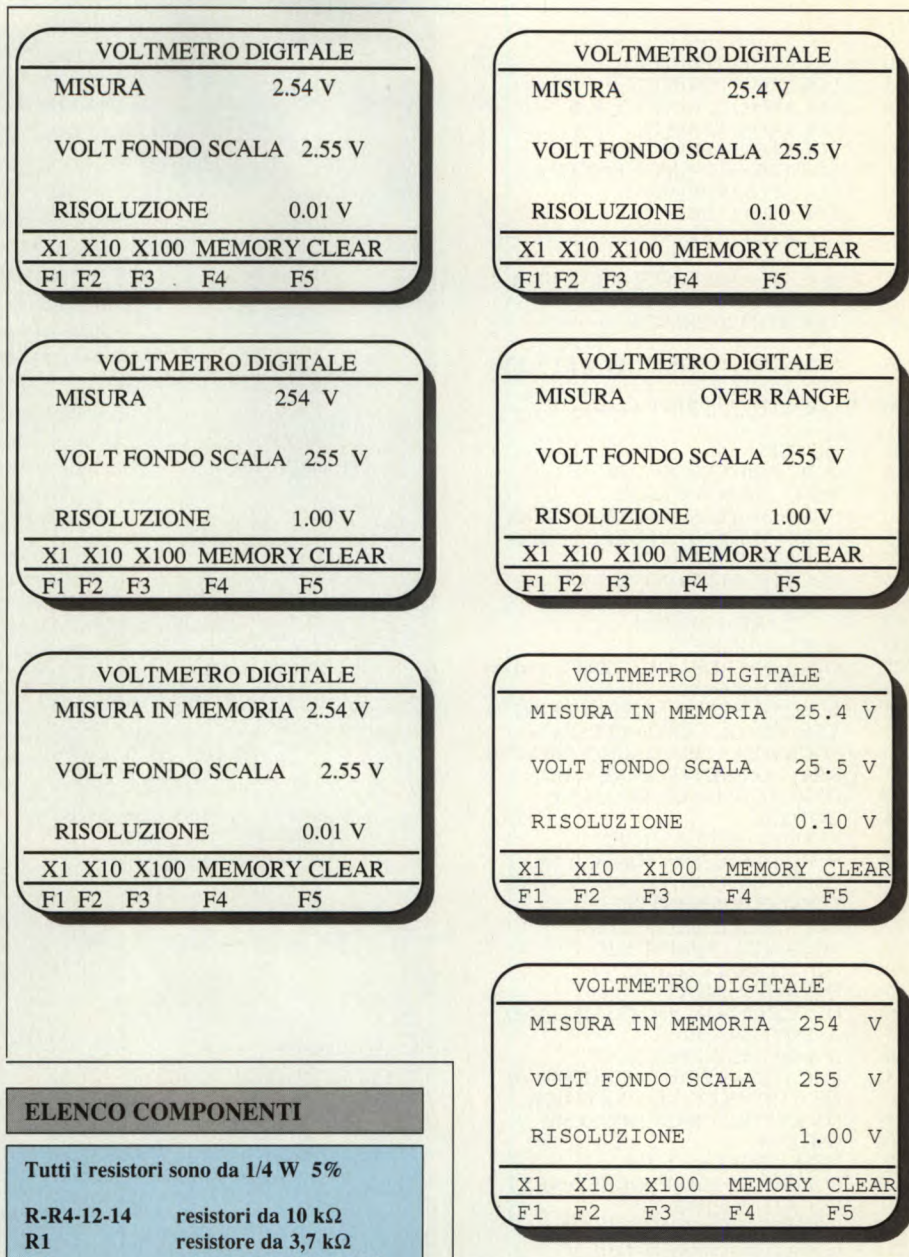 VOLTMETRO DIGITALE
MISURA 2.54 V
VOLT FONDO SCALA 2.55 V
RISOLUZIONE 0.01 V
X1 X10 X100 MEMORY CLEAR
F1 F2 F3 F4 F5
VOLTMETRO DIGITALE
MISURA 25.4 V
VOLT FONDO SCALA 25.5 V
RISOLUZIONE 0.10 V
X1 X10 X100 MEMORY CLEAR
F1 F2 F3 F4 F5
VOLTMETRO DIGITALE
MISURA 254 V
VOLT FONDO SCALA 255 V
RISOLUZIONE 1.00 V
X1 X10 X100 MEMORY CLEAR
F1 F2 F3 F4 F5
VOLTMETRO DIGITALE
MISURA OVER RANGE
VOLT FONDO SCALA 255 V
RISOLUZIONE 1.00 V
X1 X10 X100 MEMORY CLEAR
F1 F2 F3 F4 F5
VOLTMETRO DIGITALE
MISURA IN MEMORIA 2.54 V
VOLT FONDO SCALA 2.55 V
RISOLUZIONE 0.01 V
X1 X10 X100 MEMORY CLEAR
F1 F2 F3 F4 F5
VOLTMETRO DIGITALE
MISURA IN MEMORIA 25.4 V
VOLT FONDO SCALA 25.5 V
RISOLUZIONE 0.10 V
X1 X10 X100 MEMORY CLEAR
F1 F2 F3 F4 F5
VOLTMETRO DIGITALE
MISURA IN MEMORIA 254 V
VOLT FONDO SCALA 255 V
RISOLUZIONE 1.00 V
X1 X10 X100 MEMORY CLEAR
F1 F2 F3 F4 F5
ELENCO COMPONENTI
Tutti i resistori sono da 1/4 W 5%
R-R4-12-14 resistori da 10 kΩ
R1 resistore da 3,7 kΩ